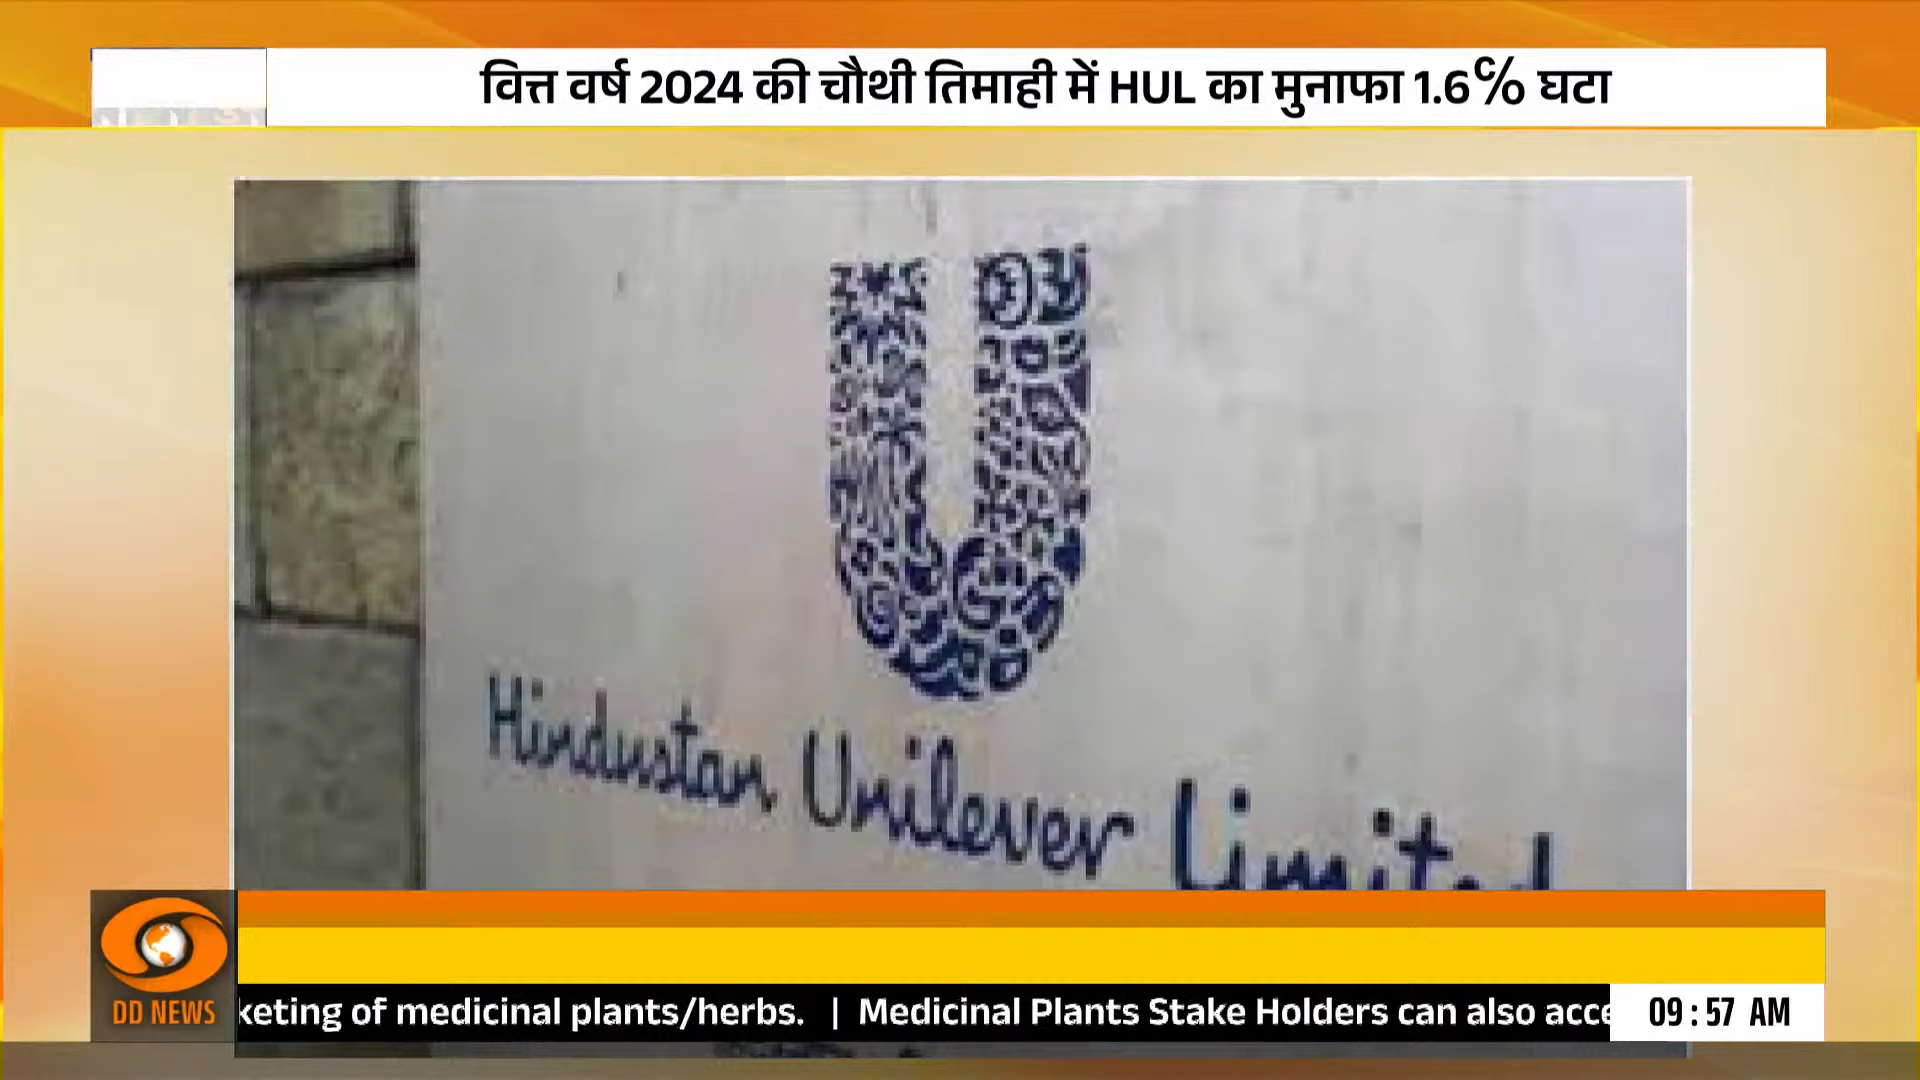 वित्त वर्ष 2024 की चौथी तिमाही में HUL का मुनाफा 1.6% घटा
Hindustan Unilever Limited
DD NEWS
keting of medicinal plants/herbs. | Medicinal Plants Stake Holders can also acce
09:57 AM